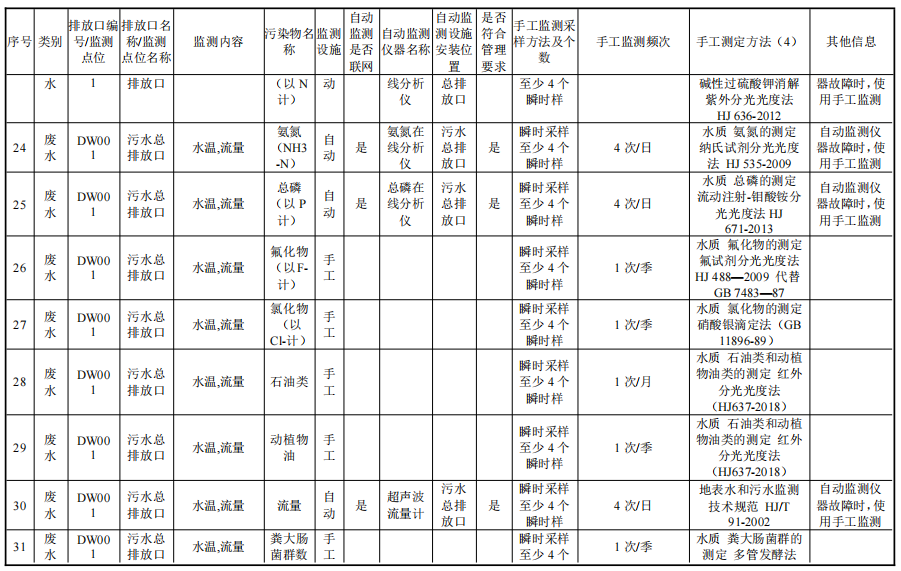 序号 类别 排放口编号/监测点位 排放口名称/监测点位名称 监测内容 污染物名称 监测设施 自动监测是否联网 自动监测仪器名称 自动监测设施安装位置 是否符合管理要求 手工监测采样方法及个数 手工监测频次 手工测定方法（4） 其他信息
水 1 排放口 （以 N 计） 动 线分析仪 总排放口 至少 4 个瞬时样 碱性过硫酸钾消解紫外分光光度法 HJ 636-2012 器故障时，使用手工监测
24 废水 DW001 污水总排放口 水温,流量 氨氮（NH3-N） 自动 是 氨氮在线分析仪 污水总排放口 是 瞬时采样 至少 4 个瞬时样 4 次/日 水质 氨氮的测定 纳氏试剂分光光度法 HJ 535-2009 自动监测仪器故障时，使用手工监测
25 废水 DW001 污水总排放口 水温,流量 总磷（以 P 计） 自动 是 总磷在线分析仪 污水总排放口 是 瞬时采样 至少 4 个瞬时样 4 次/日 水质 总磷的测定 流动注射-钼酸铵分光光度法 HJ 671-2013 自动监测仪器故障时，使用手工监测
26 废水 DW001 污水总排放口 水温,流量 氟化物（以 F-计） 手工 瞬时采样 至少 4 个瞬时样 1 次/季 水质 氟化物的测定 氟试剂分光光度法 HJ 488—2009 代替 GB 7483—87
27 废水 DW001 污水总排放口 水温,流量 氯化物（以 Cl-计） 手工 瞬时采样 至少 4 个瞬时样 1 次/季 水质 氯化物的测定 硝酸银滴定法（GB 11896-89）
28 废水 DW001 污水总排放口 水温,流量 石油类 手工 瞬时采样 至少 4 个瞬时样 1 次/月 水质 石油类和动植物油类的测定 红外分光光度法（HJ637-2018）
29 废水 DW001 污水总排放口 水温,流量 动植物油 手工 瞬时采样 至少 4 个瞬时样 1 次/季 水质 石油类和动植物油类的测定 红外分光光度法（HJ637-2018）
30 废水 DW001 污水总排放口 水温,流量 流量 自动 是 超声波流量计 污水总排放口 是 瞬时采样 至少 4 个瞬时样 4 次/日 地表水和污水监测技术规范 HJ/T 91-2002 自动监测仪器故障时，使用手工监测
31 废水 DW001 污水总排放口 水温,流量 粪大肠菌群数 手工 瞬时采样 至少 4 个 1 次/季 水质 粪大肠菌群的测定 多管发酵法